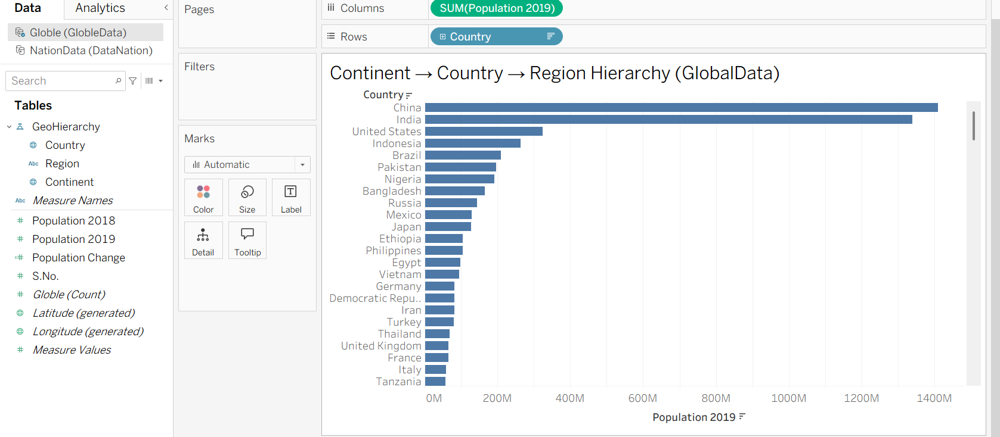 Data
Analytics
Globle (GlobleData)
NationData (DataNation)
Search
Tables
GeoHierarchy
Country
Abc Region
Continent
Abc Measure Names
Population 2018
Population 2019
Population Change
S.No.
Globle (Count)
Latitude (generated)
Longitude (generated)
Measure Values
Pages
Filters
Marks
Automatic
Color
Size
Label
Detail
Tooltip
Columns
SUM(Population 2019)
Rows
Country
Continent → Country → Region Hierarchy (GlobalData)
Country
China
India
United States
Indonesia
Brazil
Pakistan
Nigeria
Bangladesh
Russia
Mexico
Japan
Ethiopia
Philippines
Egypt
Vietnam
Germany
Democratic Repu..
Iran
Turkey
Thailand
United Kingdom
France
Italy
Tanzania
0M 200M 400M 600M 800M 1000M 1200M 1400M
Population 2019